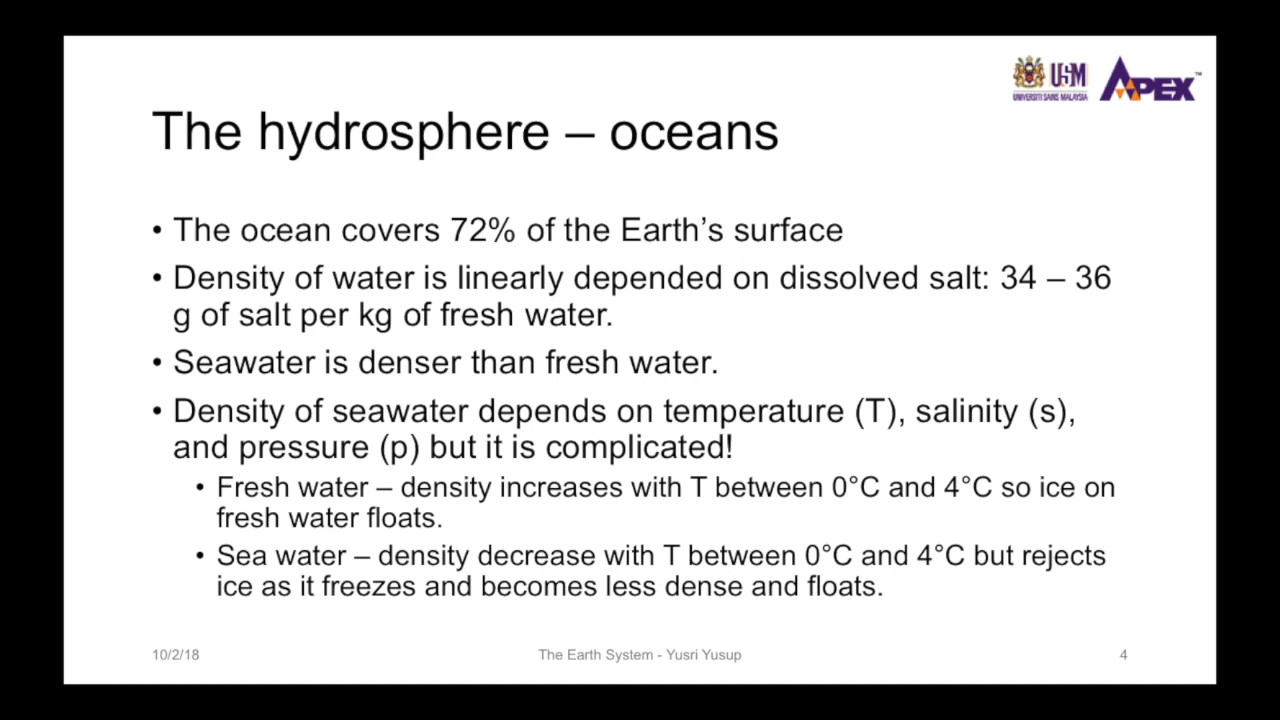 USM
UNIVERSITI SAINS MALAYSIA
APEX™
The hydrosphere – oceans
• The ocean covers 72% of the Earth’s surface
• Density of water is linearly depended on dissolved salt: 34 – 36
g of salt per kg of fresh water.
• Seawater is denser than fresh water.
• Density of seawater depends on temperature (T), salinity (s),
and pressure (p) but it is complicated!
• Fresh water – density increases with T between 0°C and 4°C so ice on
fresh water floats.
• Sea water – density decrease with T between 0°C and 4°C but rejects
ice as it freezes and becomes less dense and floats.
10/2/18
The Earth System - Yusri Yusup
4